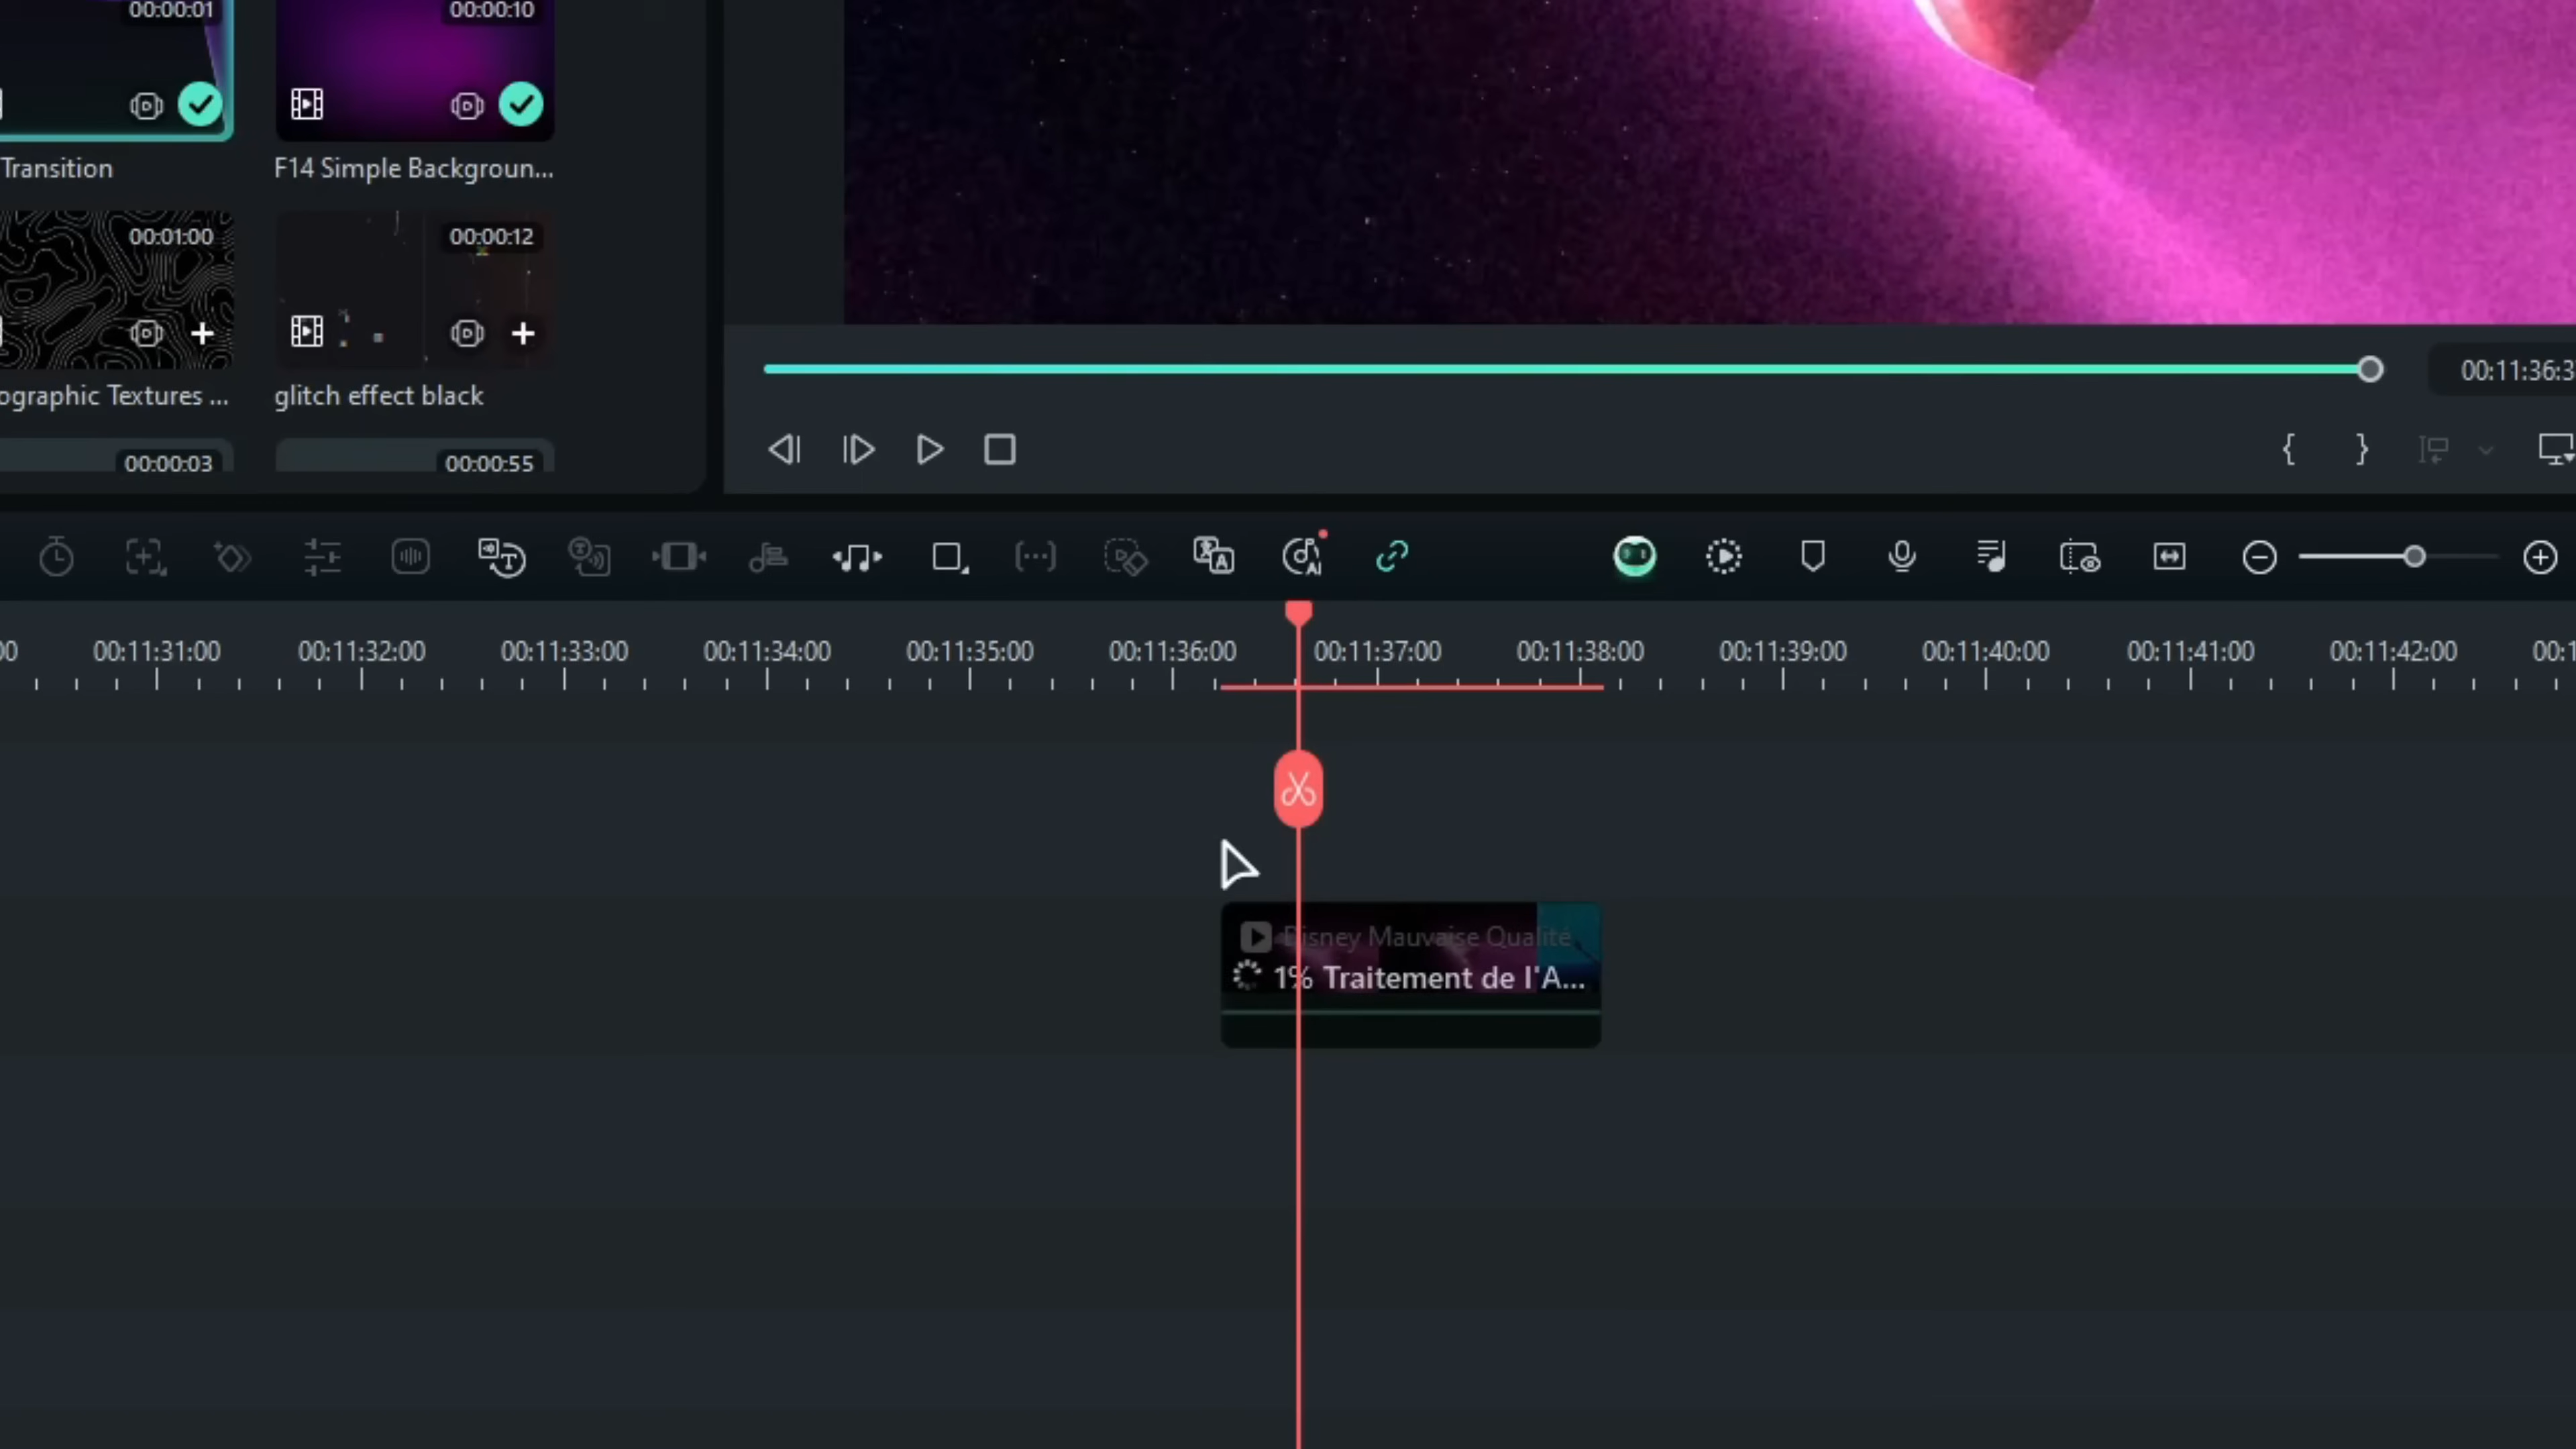 00:00:01
00:00:10
Transition
F14 Simple Backgroun...
00:01:00
00:00:12
ographic Textures ...
glitch effect black
00:00:03
00:00:55
00:11:36:3
00:11:31:00 00:11:32:00 00:11:33:00 00:11:34:00 00:11:35:00 00:11:36:00 00:11:37:00 00:11:38:00 00:11:39:00 00:11:40:00 00:11:41:00 00:11:42:00
Disney Mauvaise Qualité
1% Traitement de l'A...